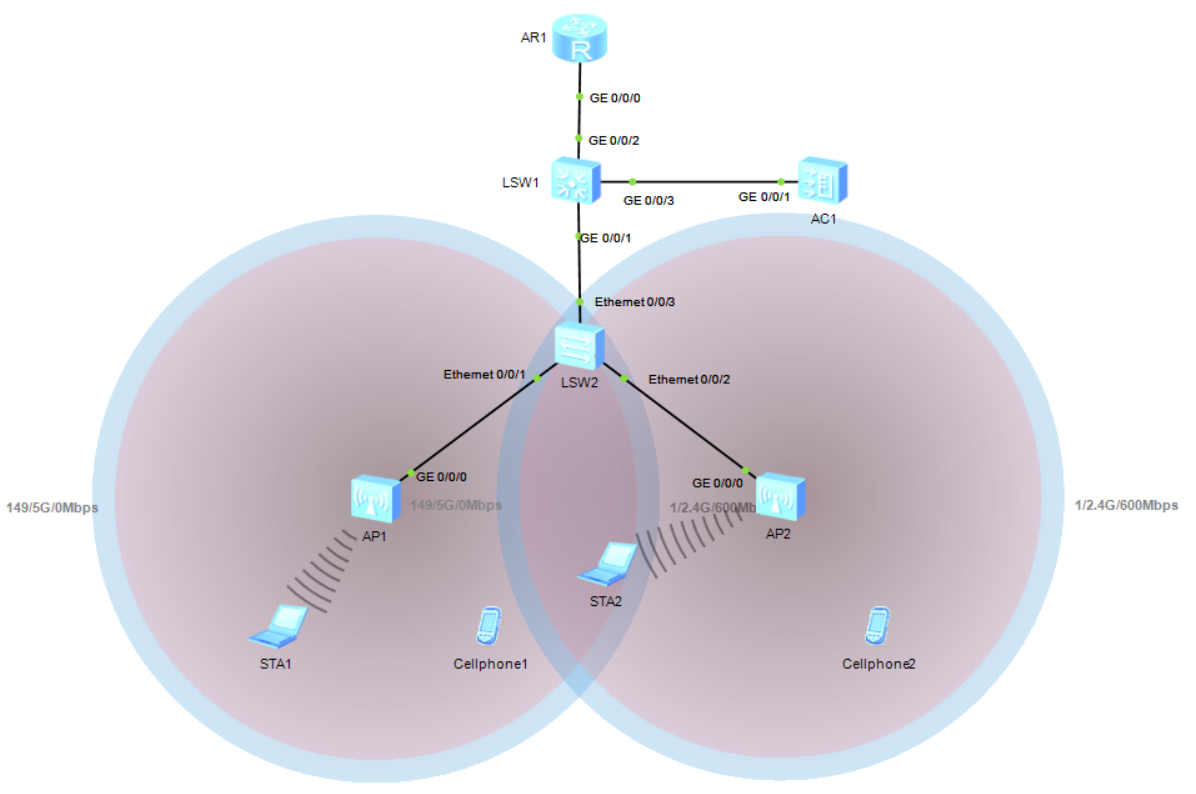 AR1
R
GE 0/0/0
GE 0/0/2
LSW1
GE 0/0/3
GE 0/0/1
AC1
GE 0/0/1
Ethernet 0/0/3
LSW2
Ethernet 0/0/1
Ethernet 0/0/2
GE 0/0/0
GE 0/0/0
149/5G/0Mbps
149/5G/0Mbps
1/2.4G/600Mb
1/2.4G/600Mbps
AP1
AP2
STA2
STA1
Cellphone1
Cellphone2